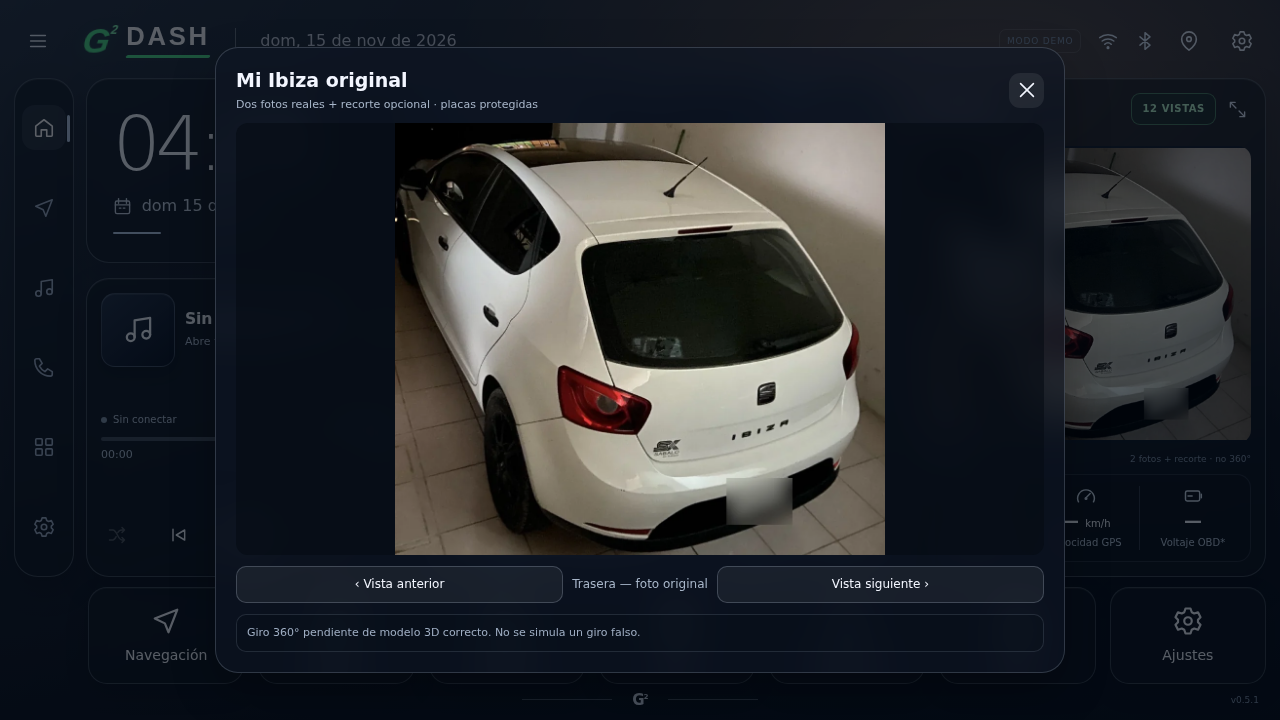 G² DASH
dom, 15 de nov de 2026
MODO DEMO
Mi Ibiza original
Dos fotos reales + recorte opcional · placas protegidas
12 VISTAS
04:
dom 15 d
Sin
Abre
Sin conectar
00:00
IBIZA
IBIZA
2 fotos + recorte · no 360°
— km/h
ocidad GPS
—
Voltaje OBD*
‹ Vista anterior
Trasera — foto original
Vista siguiente ›
Giro 360° pendiente de modelo 3D correcto. No se simula un giro falso.
Navegación
Ajustes
G²
v0.5.1